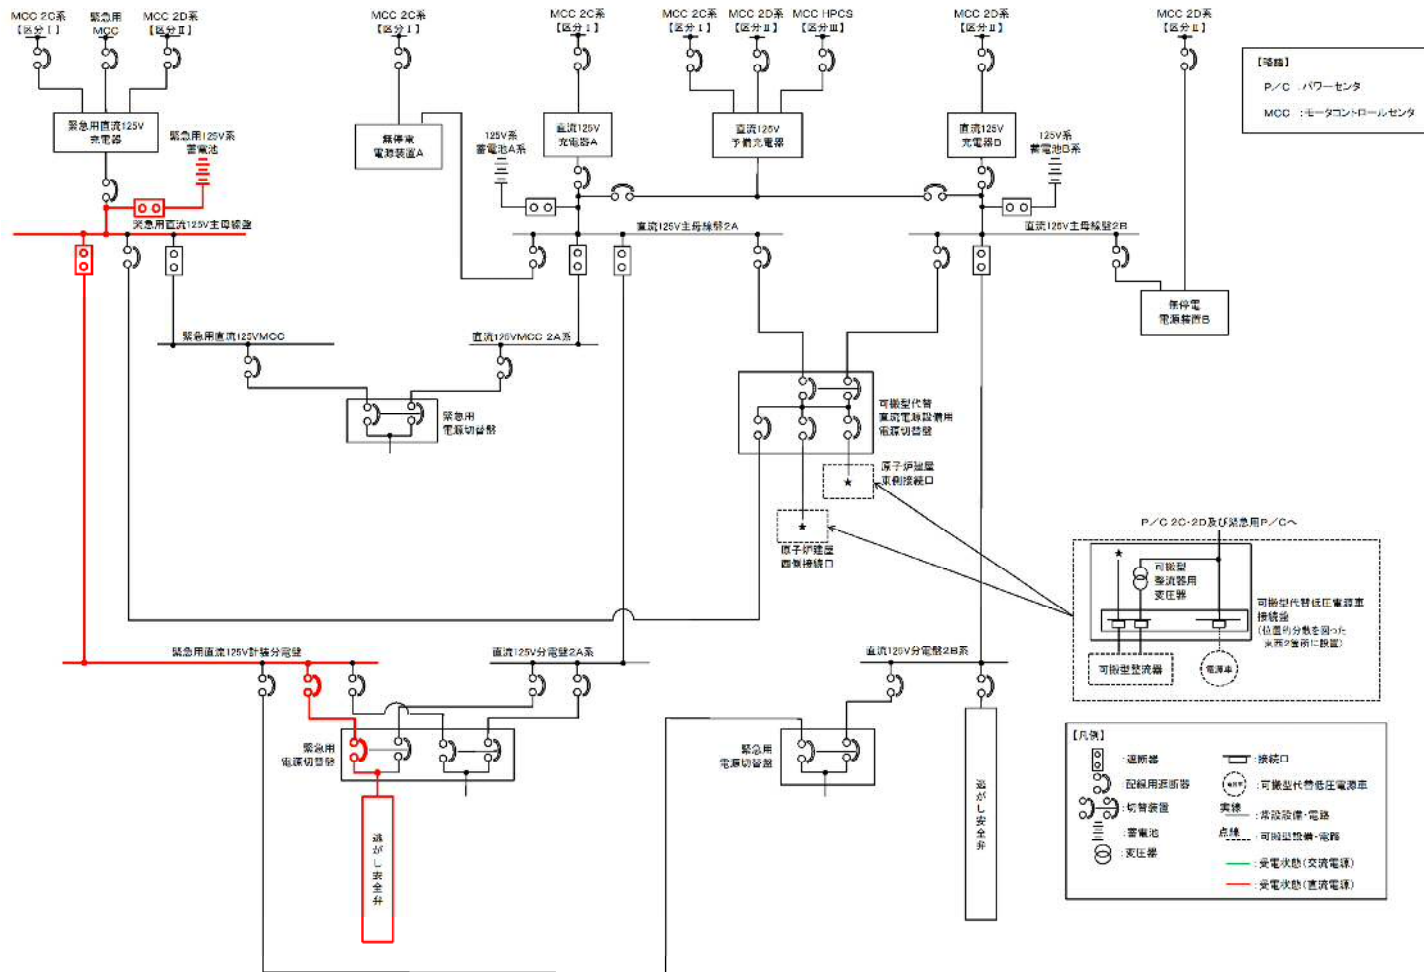 MCC 2C系
【区分Ⅰ】
緊急用
MCC
MCC 2D系
【区分Ⅱ】
MCC 2C系
【区分Ⅰ】
MCC 2C系
【区分Ⅰ】
MCC 2C系
【区分Ⅰ】
MCC 2D系
【区分Ⅱ】
MCC HPCS
【区分Ⅲ】
MCC 2D系
【区分Ⅱ】
MCC 2D系
【区分Ⅱ】
【略語】
P/C :パワーセンタ
MCC :モータコントロールセンタ
緊急用直流125V
充電器
緊急用125V系
蓄電池
無停電
電源装置A
125V系
蓄電池A系
直流125V
充電器A
直流125V
予備充電器
直流125V
充電器B
125V系
蓄電池B系
緊急用直流125V主母線盤
直流125V主母線盤2A
直流125V主母線盤2B
無停電
電源装置B
緊急用直流125VMCC
直流125VMCC 2A系
緊急用
電源切替盤
可搬型代替
直流電源設備用
電源切替盤
★
原子炉建屋
東側接続口
★
原子炉建屋
西側接続口
P/C 2C・2D及び緊急用P/Cへ
★
可搬型
整流器用
変圧器
可搬型代替低圧電源車
接続盤
(位置的分散を図った
東西2箇所に設置)
可搬型整流器
電源車
緊急用直流125V計装分電盤
直流125V分電盤2A系
直流125V分電盤2B系
緊急用
電源切替盤
緊急用
電源切替盤
逃がし安全弁
逃がし安全弁
【凡例】
:遮断器
:接続口
:配線用遮断器
:可搬型代替低圧電源車
:切替装置
実線
:常設設備・電路
:蓄電池
点線
:可搬型設備・電路
:変圧器
:受電状態(交流電源)
:受電状態(直流電源)